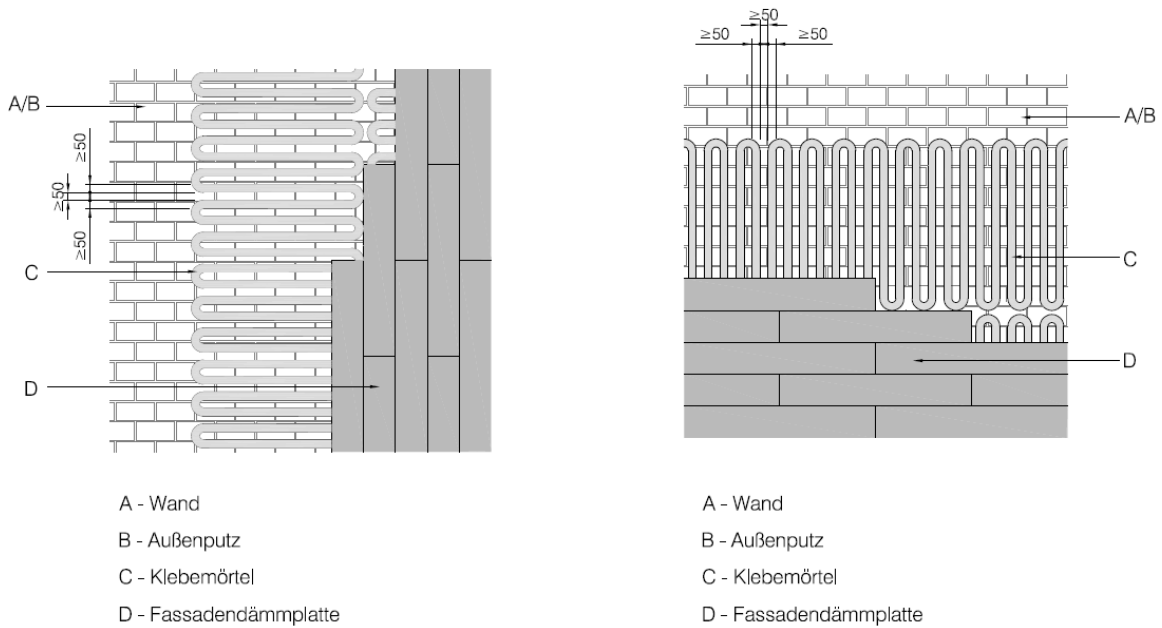 A/B
≥50
≥50
≥50
C
D
A - Wand
B - Außenputz
C - Klebemörtel
D - Fassadendämmplatte
≥50
≥50 ≥50
A/B
C
D
A - Wand
B - Außenputz
C - Klebemörtel
D - Fassadendämmplatte